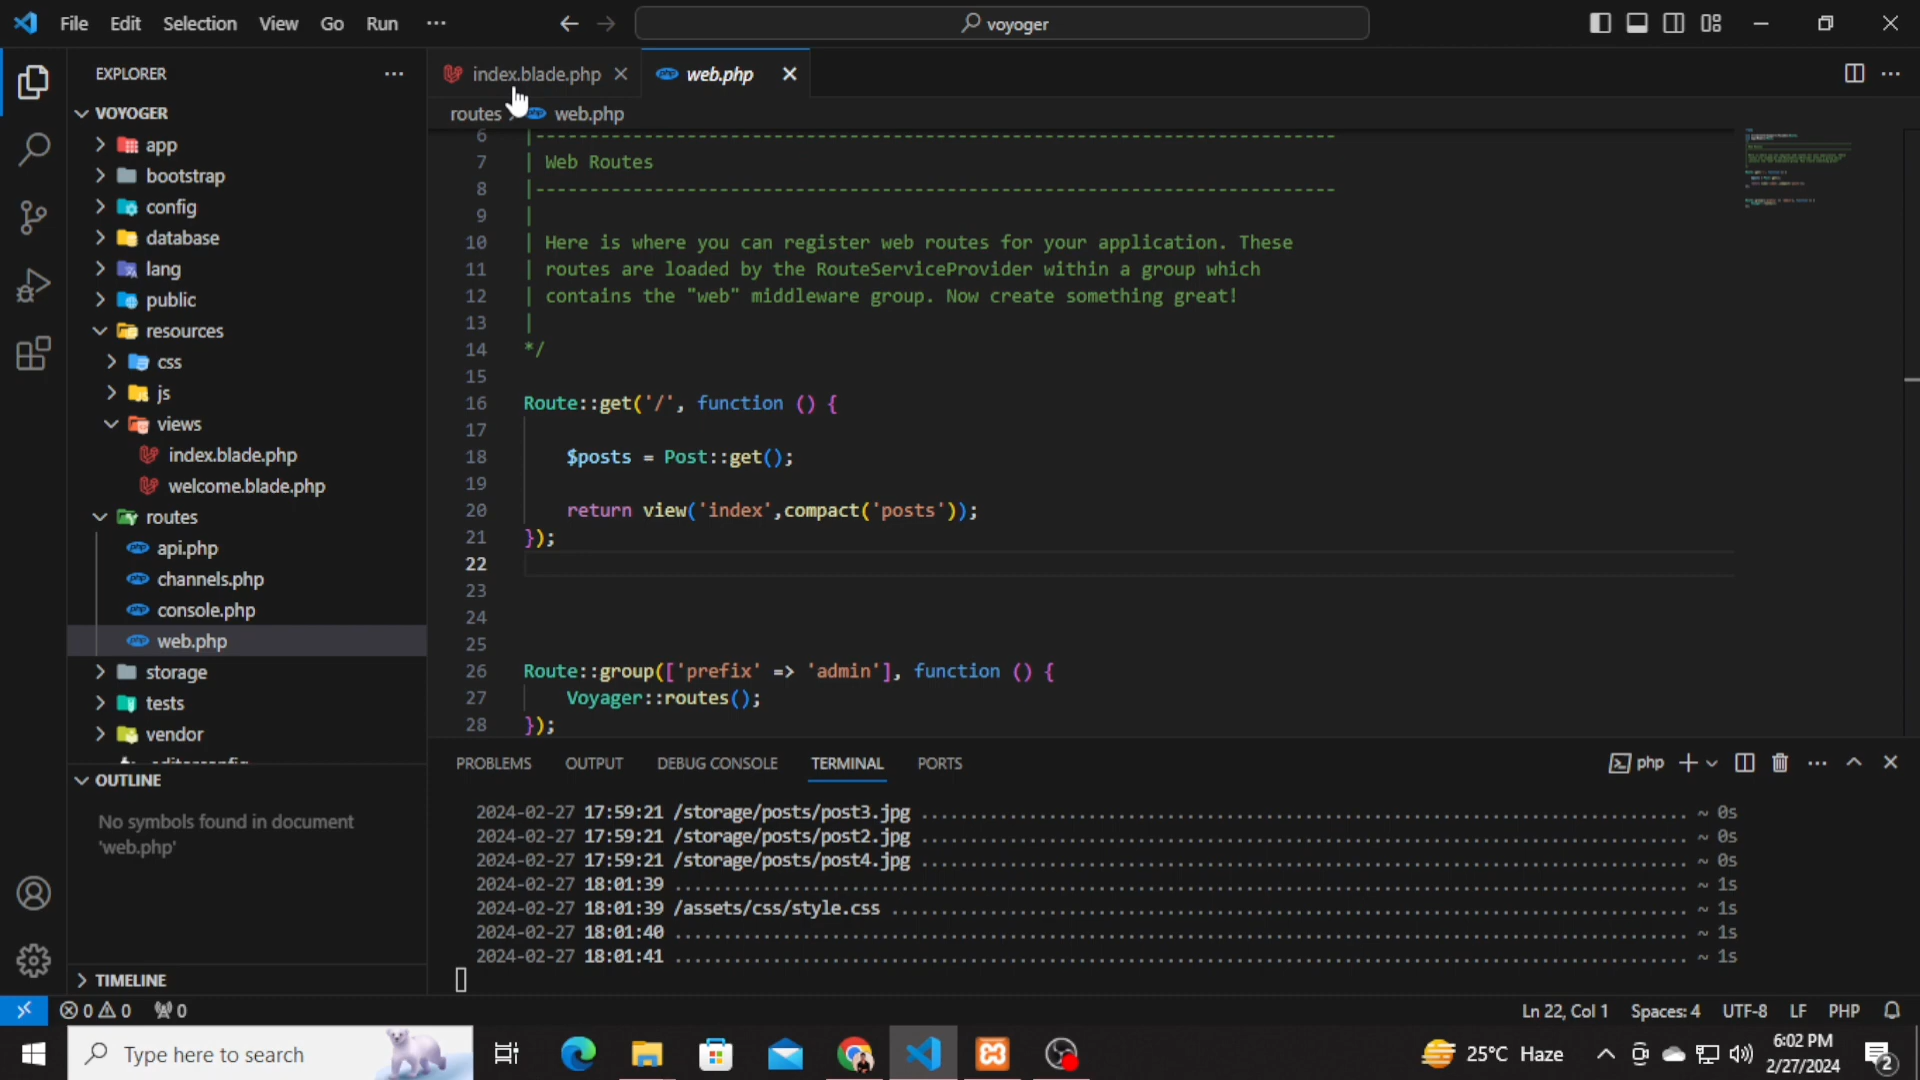 File Edit Selection View Go Run ···
voyoger
EXPLORER ···
VOYOGER
app
bootstrap
config
database
lang
public
resources
css
js
views
index.blade.php
welcome.blade.php
routes
api.php
channels.php
console.php
web.php
storage
tests
vendor
OUTLINE
No symbols found in document
'web.php'
TIMELINE
index.blade.php
web.php
routes > web.php
6 |--------------------------------------------------------------------------
7 | Web Routes
8 |--------------------------------------------------------------------------
9 |
10 | Here is where you can register web routes for your application. These
11 | routes are loaded by the RouteServiceProvider within a group which
12 | contains the "web" middleware group. Now create something great!
13 |
14 */
15
16 Route::get('/', function () {
17
18 $posts = Post::get();
19
20 return view('index',compact('posts'));
21 });
22
23
24
25
26 Route::group(['prefix' => 'admin'], function () {
27 Voyager::routes();
28 });
PROBLEMS OUTPUT DEBUG CONSOLE TERMINAL PORTS
php
2024-02-27 17:59:21 /storage/posts/post3.jpg ~ 0s
2024-02-27 17:59:21 /storage/posts/post2.jpg ~ 0s
2024-02-27 17:59:21 /storage/posts/post4.jpg ~ 0s
2024-02-27 18:01:39 ~ 1s
2024-02-27 18:01:39 /assets/css/style.css ~ 1s
2024-02-27 18:01:40 ~ 1s
2024-02-27 18:01:41 ~ 1s
0 0 0
Ln 22, Col 1 Spaces: 4 UTF-8 LF PHP
Type here to search
25°C Haze
6:02 PM
2/27/2024
2